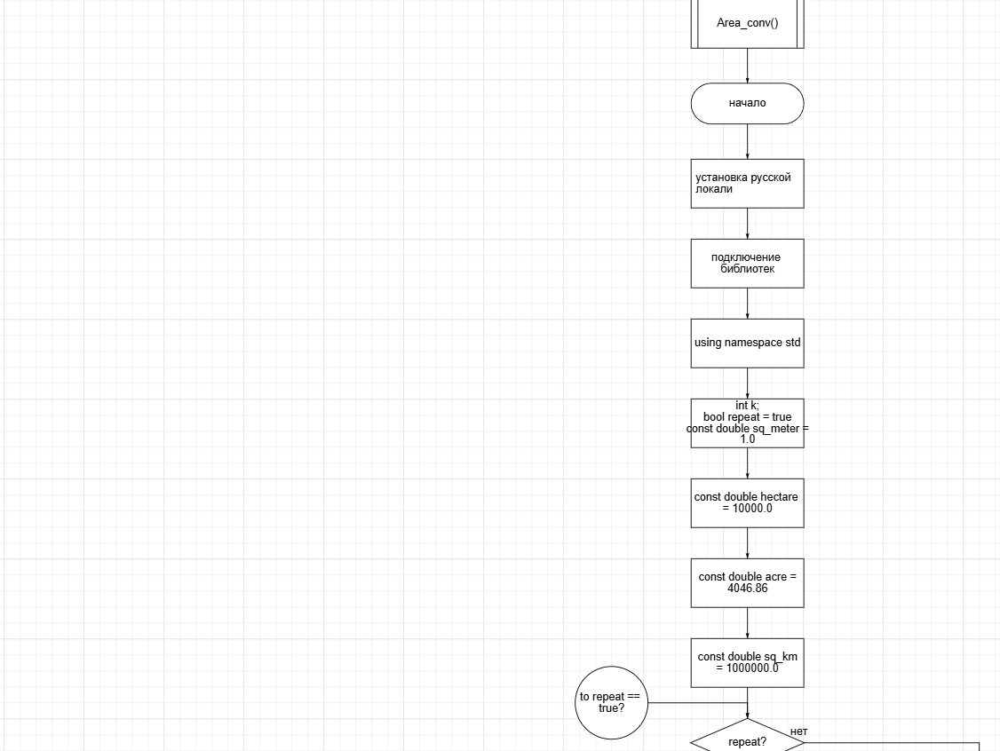 Area_conv()
начало
установка русской
локали
подключение
библиотек
using namespace std
int k;
bool repeat = true
const double sq_meter =
1.0
const double hectare
= 10000.0
const double acre =
4046.86
const double sq_km
= 1000000.0
to repeat ==
true?
нет
repeat?